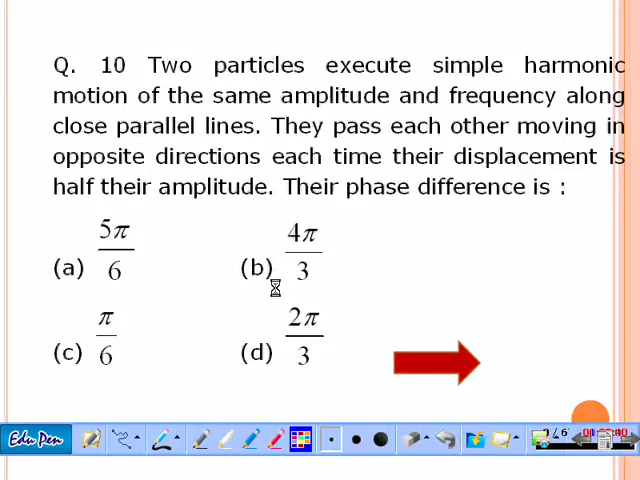 Q. 10 Two particles execute simple harmonic
motion of the same amplitude and frequency along
close parallel lines. They pass each other moving in
opposite directions each time their displacement is
half their amplitude. Their phase difference is :
(a) 5π/6 (b) 4π/3
(c) π/6 (d) 2π/3
Edu Pen